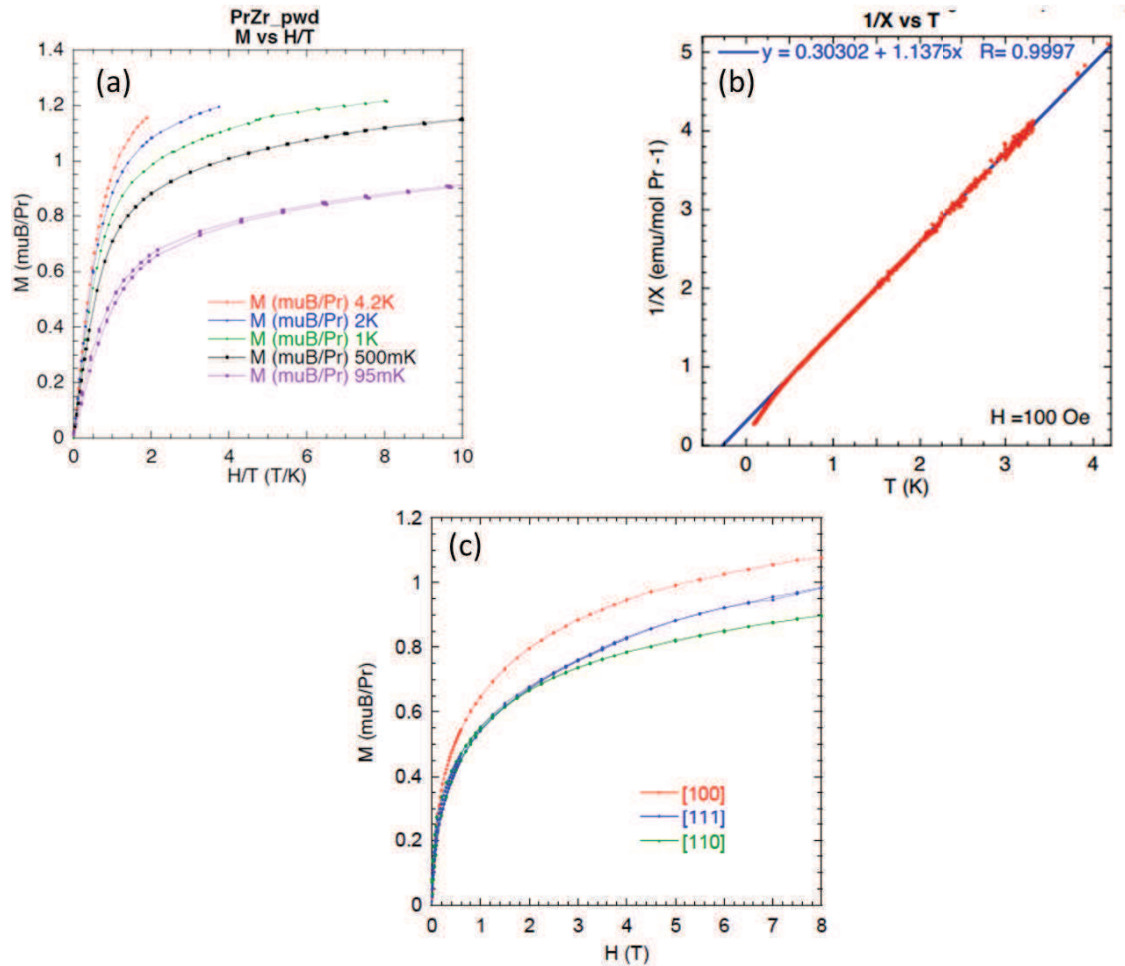 PrZr_pwd
M vs H/T
(a)
1.4
1.2
1
0.8
0.6
0.4
0.2
0
M (muB/Pr)
M (muB/Pr) 4.2K
M (muB/Pr) 2K
M (muB/Pr) 1K
M (muB/Pr) 500mK
M (muB/Pr) 95mK
0 2 4 6 8 10
H/T (T/K)
1/X vs T
y = 0.30302 + 1.1375x R= 0.9997
(b)
5
4
3
2
1
0
1/X (emu/mol Pr -1)
H =100 Oe
0 1 2 3 4
T (K)
(c)
1.2
1
0.8
0.6
0.4
0.2
0
M (muB/Pr)
[100]
[111]
[110]
0 1 2 3 4 5 6 7 8
H (T)